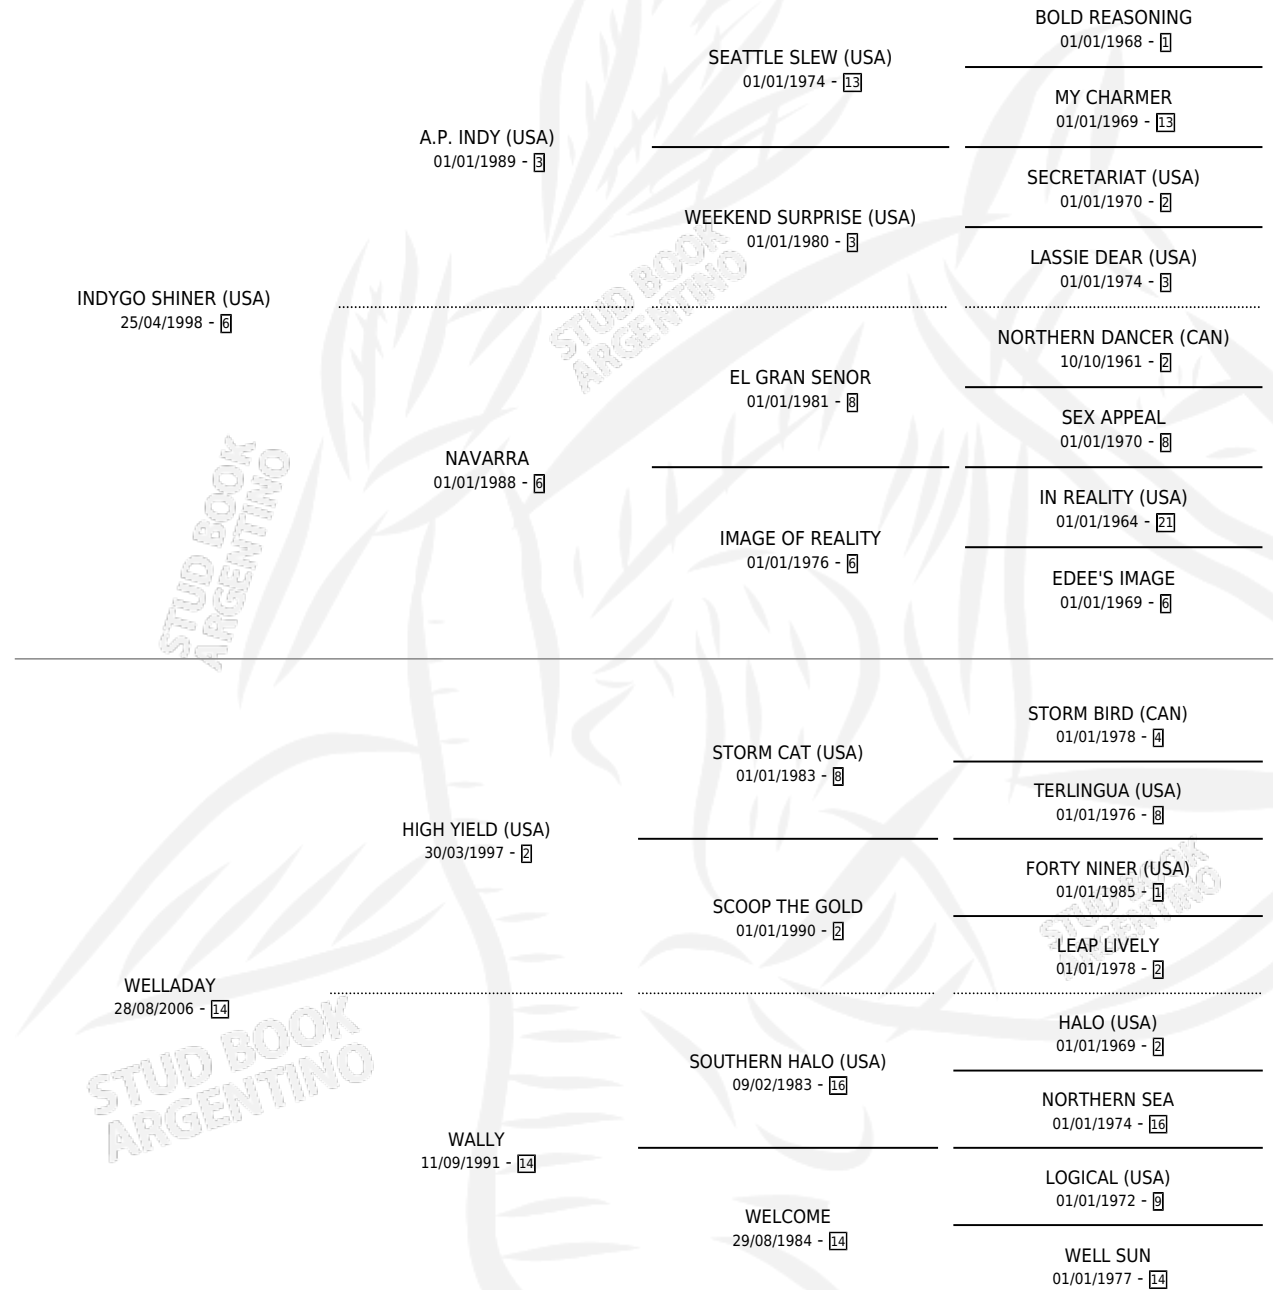 BOLD REASONING
01/01/1968 - 1
SEATTLE SLEW (USA)
01/01/1974 - 13
MY CHARMER
01/01/1969 - 13
A.P. INDY (USA)
01/01/1989 - 3
SECRETARIAT (USA)
01/01/1970 - 2
WEEKEND SURPRISE (USA)
01/01/1980 - 3
LASSIE DEAR (USA)
01/01/1974 - 3
INDYGO SHINER (USA)
25/04/1998 - 6
NORTHERN DANCER (CAN)
10/10/1961 - 2
EL GRAN SENOR
01/01/1981 - 8
SEX APPEAL
01/01/1970 - 8
NAVARRA
01/01/1988 - 6
IN REALITY (USA)
01/01/1964 - 21
IMAGE OF REALITY
01/01/1976 - 6
EDEE'S IMAGE
01/01/1969 - 6
STORM BIRD (CAN)
01/01/1978 - 4
STORM CAT (USA)
01/01/1983 - 8
TERLINGUA (USA)
01/01/1976 - 8
HIGH YIELD (USA)
30/03/1997 - 2
FORTY NINER (USA)
01/01/1985 - 1
SCOOP THE GOLD
01/01/1990 - 2
LEAP LIVELY
01/01/1978 - 2
WELLADAY
28/08/2006 - 14
HALO (USA)
01/01/1969 - 2
SOUTHERN HALO (USA)
09/02/1983 - 16
NORTHERN SEA
01/01/1974 - 16
WALLY
11/09/1991 - 14
LOGICAL (USA)
01/01/1972 - 9
WELCOME
29/08/1984 - 14
WELL SUN
01/01/1977 - 14
STUD BOOK
ARGENTINO
STUD BOOK
ARGENTINO
STUD BOOK
ARGENTINO
STUD BOOK
ARGENTINO